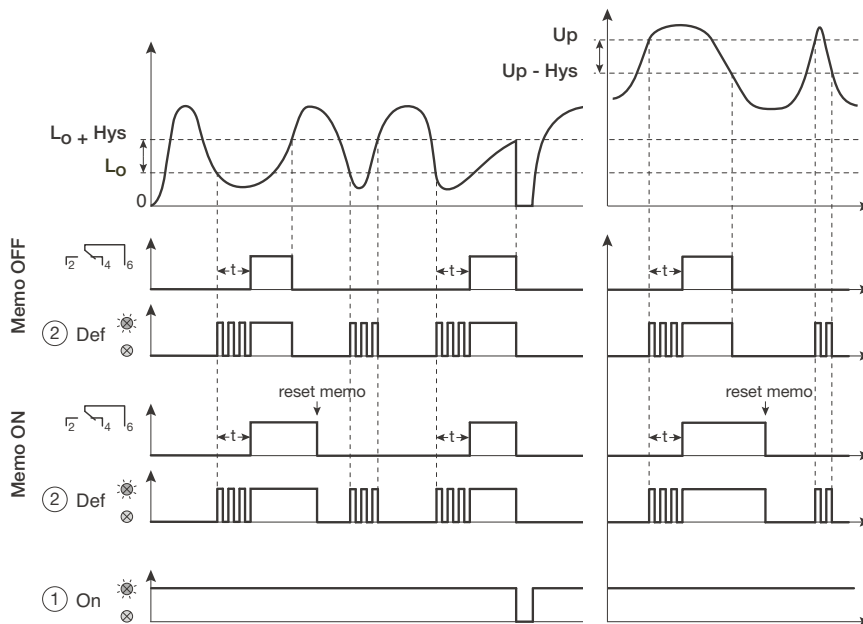 Up
Up - Hys
Lo + Hys
Lo
0
Memo OFF
2 4 6
t t t
2 Def
Memo ON
reset memo reset memo
2 4 6
t t t
2 Def
1 On